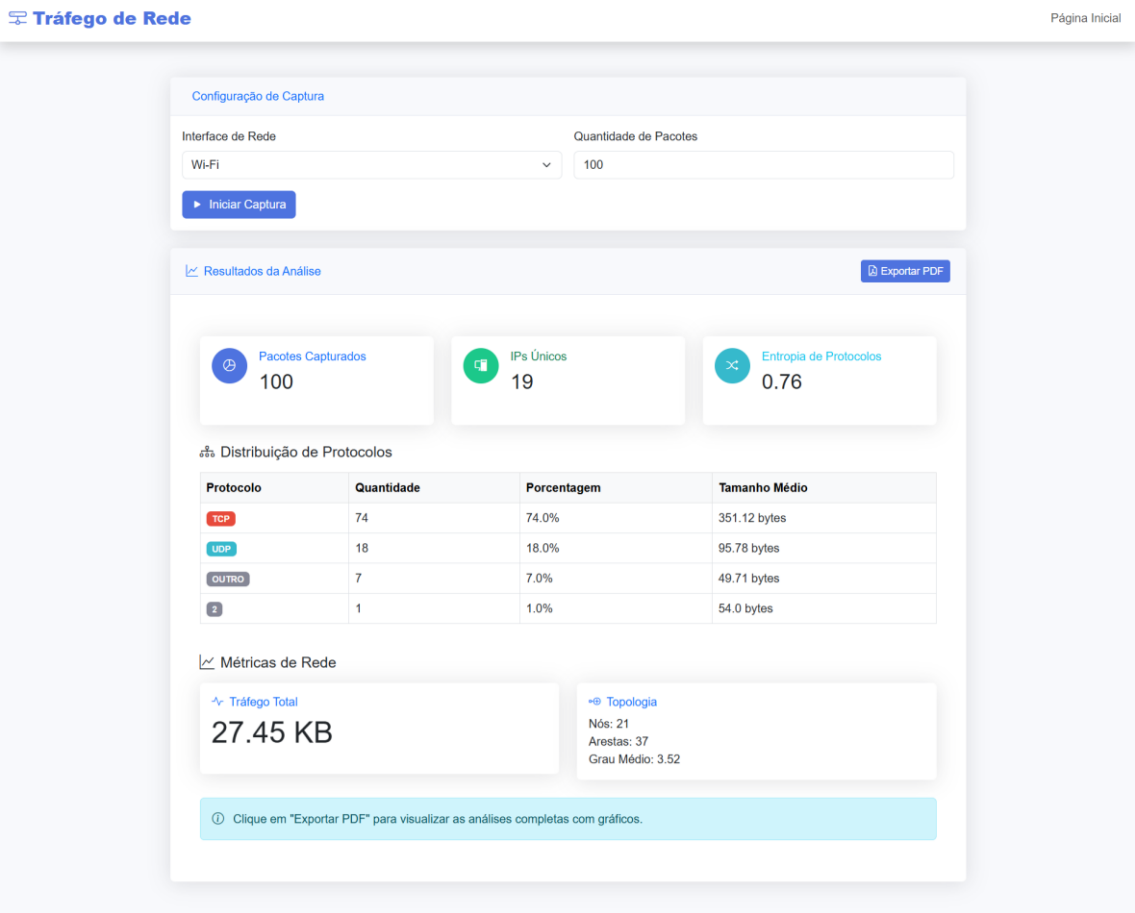 Tráfego de Rede
Página Inicial
Configuração de Captura
Interface de Rede
Quantidade de Pacotes
Wi-Fi
100
Iniciar Captura
Resultados da Análise
Exportar PDF
Pacotes Capturados
100
IPs Únicos
19
Entropia de Protocolos
0.76
Distribuição de Protocolos
Protocolo Quantidade Porcentagem Tamanho Médio
TCP 74 74.0% 351.12 bytes
UDP 18 18.0% 95.78 bytes
OUTRO 7 7.0% 49.71 bytes
2 1 1.0% 54.0 bytes
Métricas de Rede
Tráfego Total
27.45 KB
Topologia
Nós: 21
Arestas: 37
Grau Médio: 3.52
Clique em "Exportar PDF" para visualizar as análises completas com gráficos.